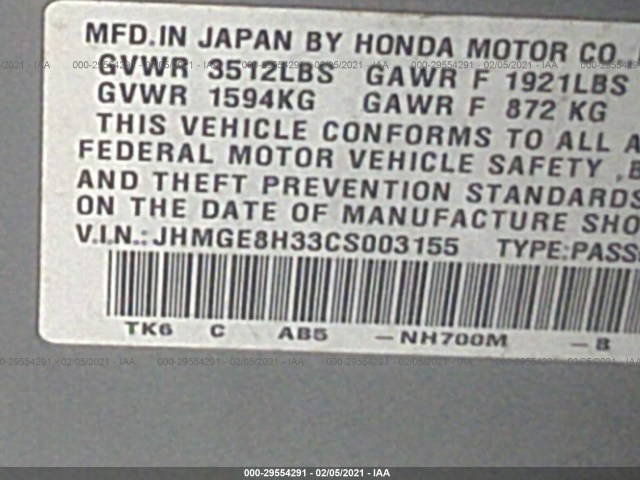 MFD.IN JAPAN BY HONDA MOTOR CO
GVWR 3512LBS GAWR F 1921LBS
GVWR 1594KG GAWR F 872 KG
THIS VEHICLE CONFORMS TO ALL A
FEDERAL MOTOR VEHICLE SAFETY ,B
AND THEFT PREVENTION STANDARDS
ON THE DATE OF MANUFACTURE SHO
V.I.N.: JHMGE8H33CS003155 TYPE:PASS
TK6 C AB5 -NH700M -B
000-29554291 - 02/05/2021 - IAA